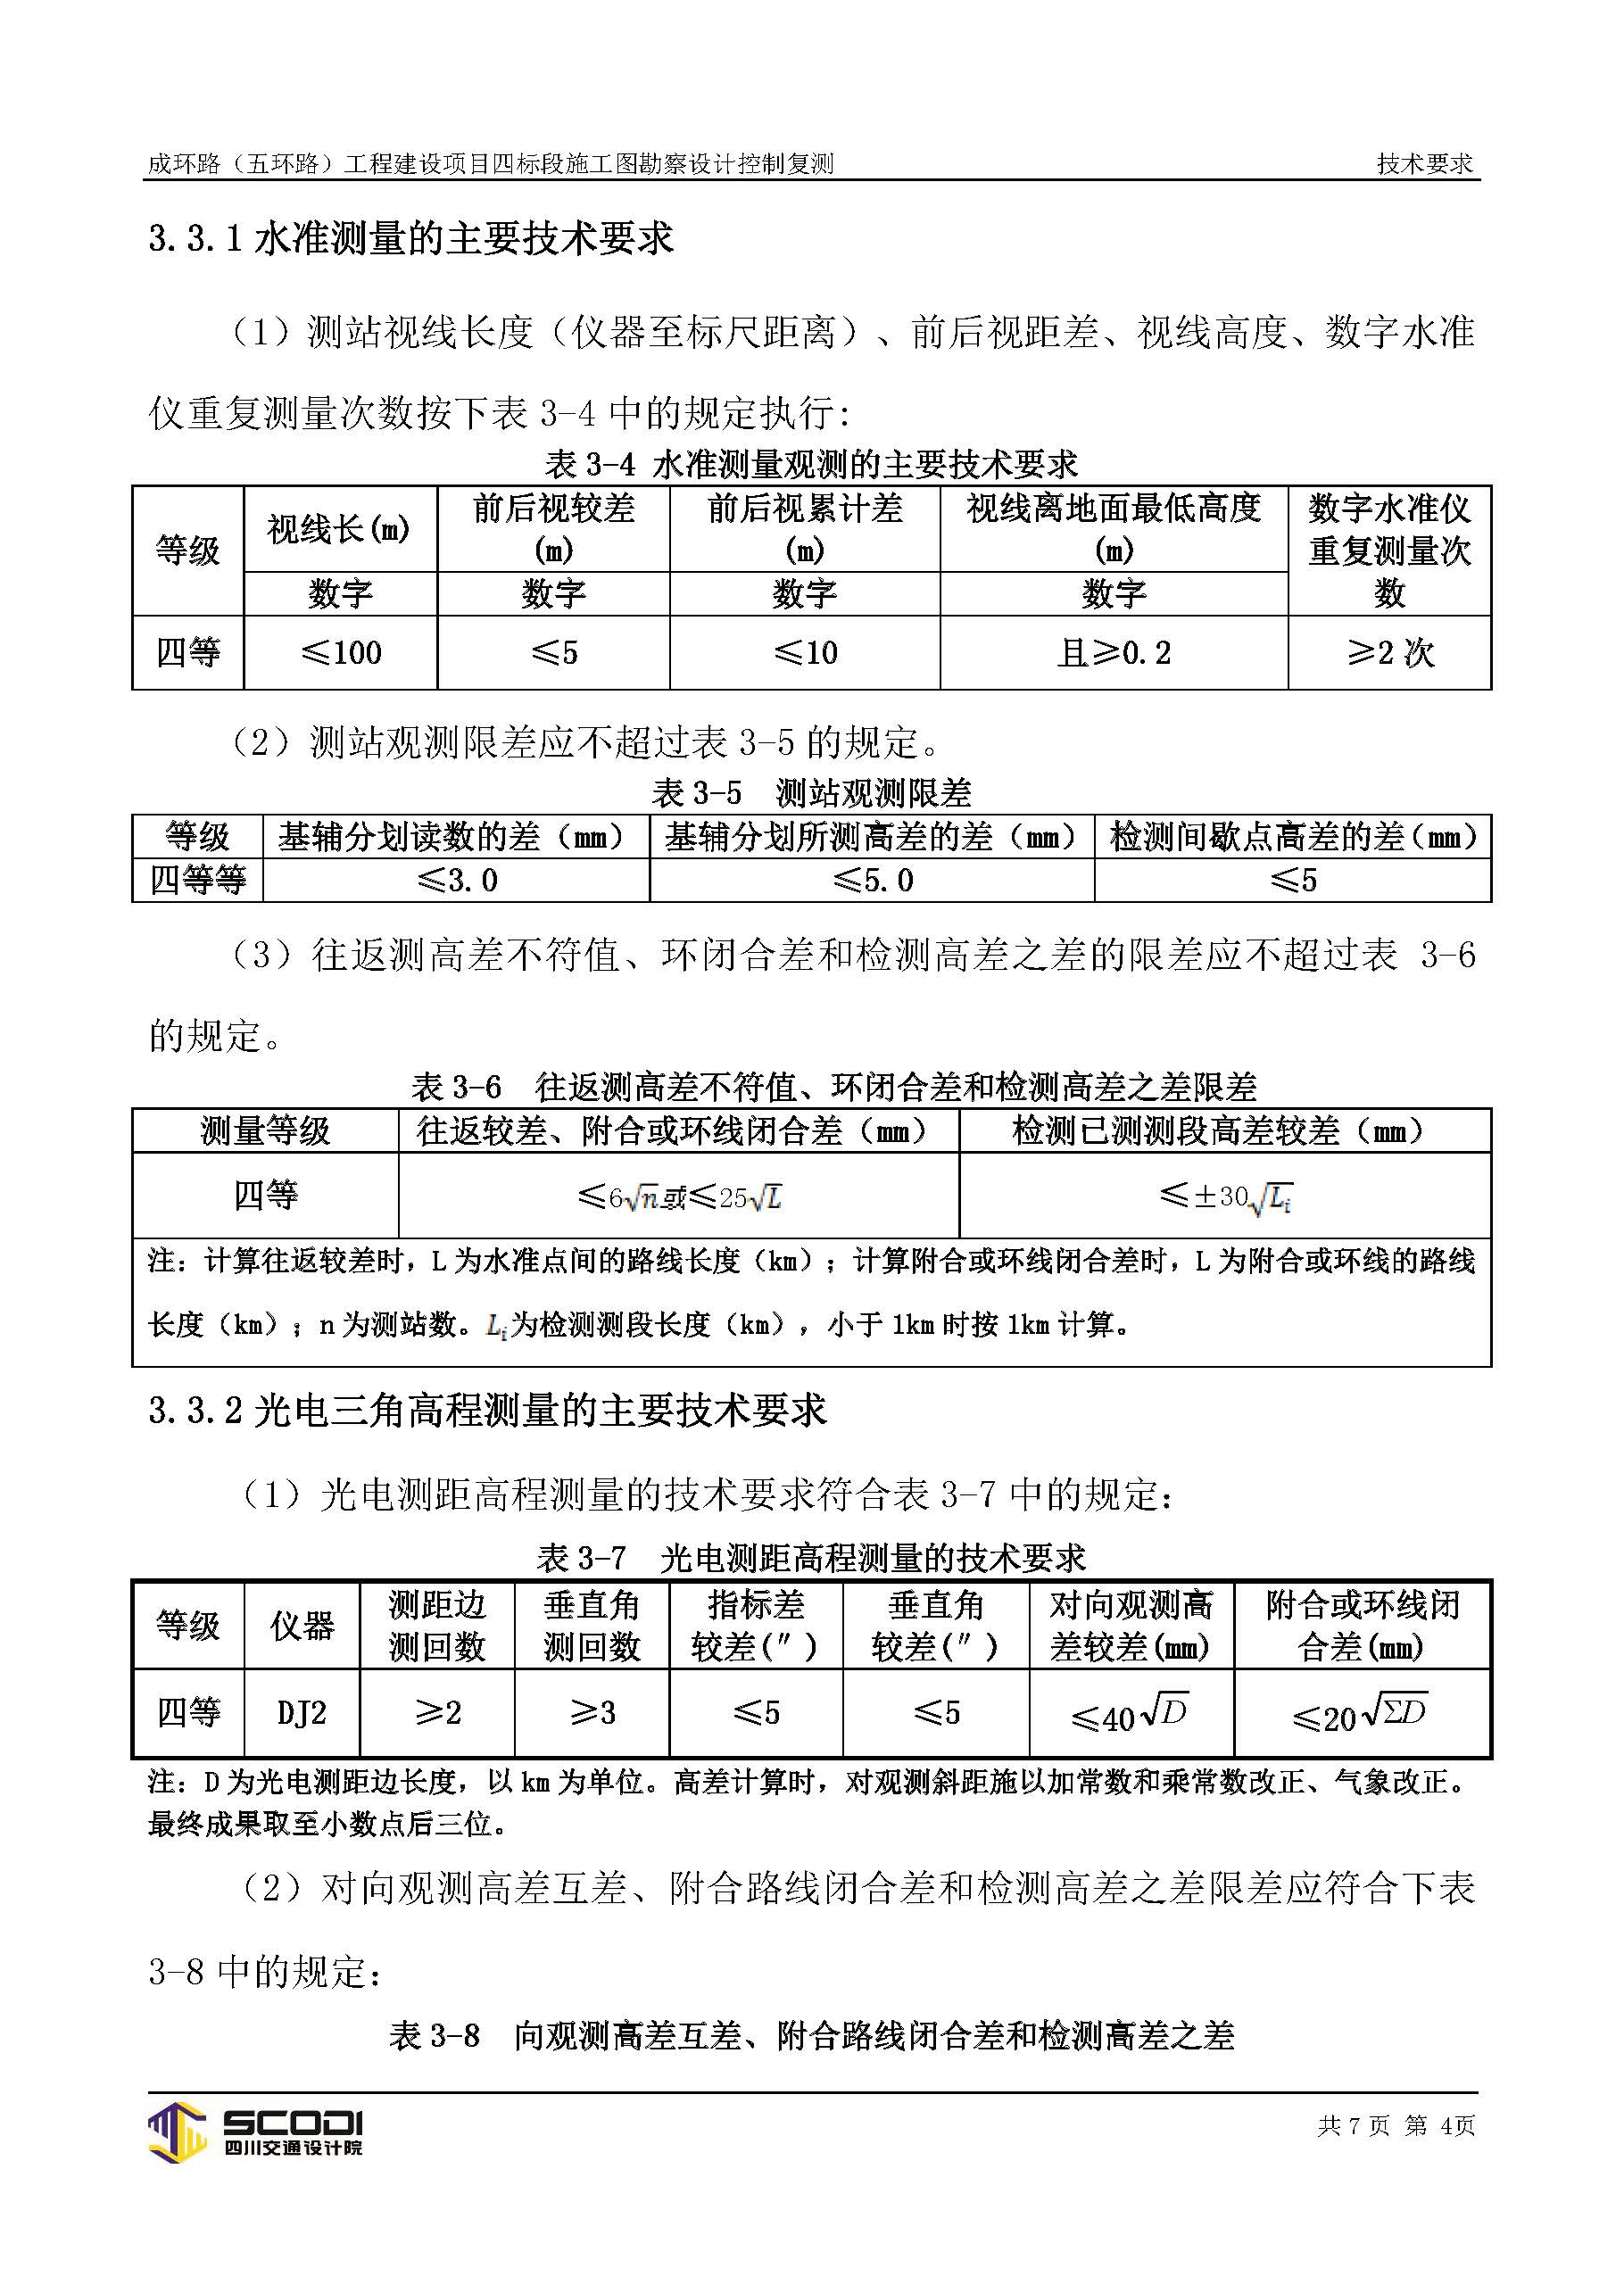 成环路（五环路）工程建设项目四标段施工图勘察设计控制复测 技术要求
3.3.1 水准测量的主要技术要求
（1）测站视线长度（仪器至标尺距离）、前后视距差、视线高度、数字水准
仪重复测量次数按下表 3-4 中的规定执行：
表 3-4 水准测量观测的主要技术要求
等级 视线长(m) 前后视较差(m) 前后视累计差(m) 视线离地面最低高度(m) 数字水准仪重复测量次数
数字 数字 数字 数字
四等 ≤100 ≤5 ≤10 且≥0.2 ≥2 次
（2）测站观测限差应不超过表 3-5 的规定。
表 3-5 测站观测限差
等级 基辅分划读数的差（mm） 基辅分划所测高差的差（mm） 检测间歇点高差的差（mm）
四等等 ≤3.0 ≤5.0 ≤5
（3）往返测高差不符值、环闭合差和检测高差之差的限差应不超过表 3-6
的规定。
表 3-6 往返测高差不符值、环闭合差和检测高差之差限差
测量等级 往返较差、附合或环线闭合差（mm） 检测已测测段高差较差（mm）
四等 ≤6√n或≤25√L ≤±30√Li
注：计算往返较差时，L 为水准点间的路线长度（km）；计算附合或环线闭合差时，L 为附合或环线的路线
长度（km）；n 为测站数。Li为检测测段长度（km），小于 1km 时按 1km 计算。
3.3.2 光电三角高程测量的主要技术要求
（1）光电测距高程测量的技术要求符合表 3-7 中的规定：
表 3-7 光电测距高程测量的技术要求
等级 仪器 测距边测回数 垂直角测回数 指标差较差(″) 垂直角较差(″) 对向观测高差较差(mm) 附合或环线闭合差(mm)
四等 DJ2 ≥2 ≥3 ≤5 ≤5 ≤40√D ≤20√ΣD
注：D 为光电测距边长度，以 km 为单位。高差计算时，对观测斜距施以加常数和乘常数改正、气象改正。
最终成果取至小数点后三位。
（2）对向观测高差互差、附合路线闭合差和检测高差之差限差应符合下表
3-8 中的规定：
表 3-8 向观测高差互差、附合路线闭合差和检测高差之差
SCODI
四川交通设计院
共 7 页 第 4页